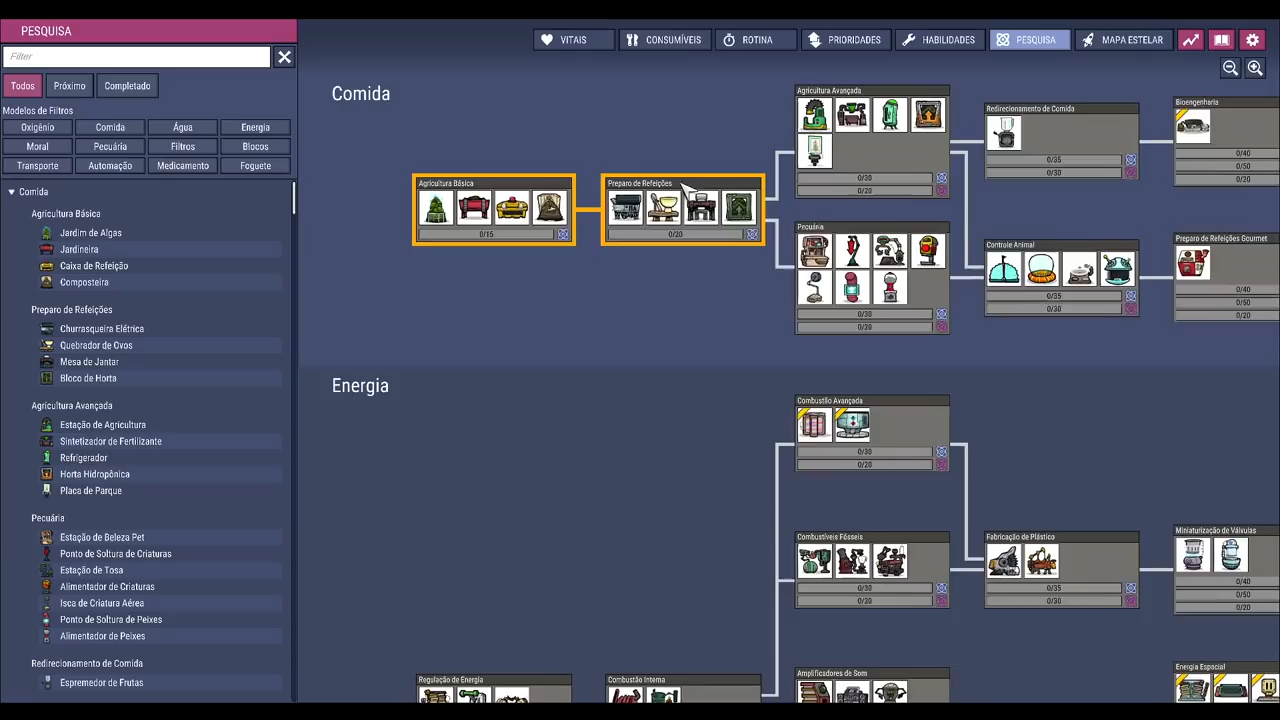 PESQUISA
VITAIS
CONSUMÍVEIS
ROTINA
PRIORIDADES
HABILIDADES
PESQUISA
MAPA ESTELAR
Filter
Todos
Próximo
Completado
Modelos de Filtros
Oxigênio
Comida
Água
Energia
Moral
Pecuária
Filtros
Blocos
Transporte
Automação
Medicamento
Foguete
Comida
Agricultura Básica
Jardim de Algas
Jardineira
Caixa de Refeição
Composteira
Preparo de Refeições
Churrasqueira Elétrica
Quebrador de Ovos
Mesa de Jantar
Bloco de Horta
Agricultura Avançada
Estação de Agricultura
Sintetizador de Fertilizante
Refrigerador
Horta Hidropônica
Placa de Parque
Pecuária
Estação de Beleza Pet
Ponto de Soltura de Criaturas
Estação de Tosa
Alimentador de Criaturas
Isca de Criatura Aérea
Ponto de Soltura de Peixes
Alimentador de Peixes
Redirecionamento de Comida
Espremedor de Frutas
Comida
Agricultura Básica
0/15
Preparo de Refeições
0/20
Agricultura Avançada
0/30
0/20
Pecuária
0/30
0/20
Redirecionamento de Comida
0/35
0/30
Controle Animal
0/35
0/30
Bioengenharia
0/40
0/50
0/20
Preparo de Refeições Gourmet
0/40
0/50
0/20
Energia
Combustão Avançada
0/30
0/20
Combustíveis Fósseis
0/30
0/20
Fabricação de Plástico
0/35
0/30
Miniaturização de Válvulas
0/40
0/50
0/20
Regulação de Energia
Combustão Interna
Amplificadores de Som
Energia Espacial